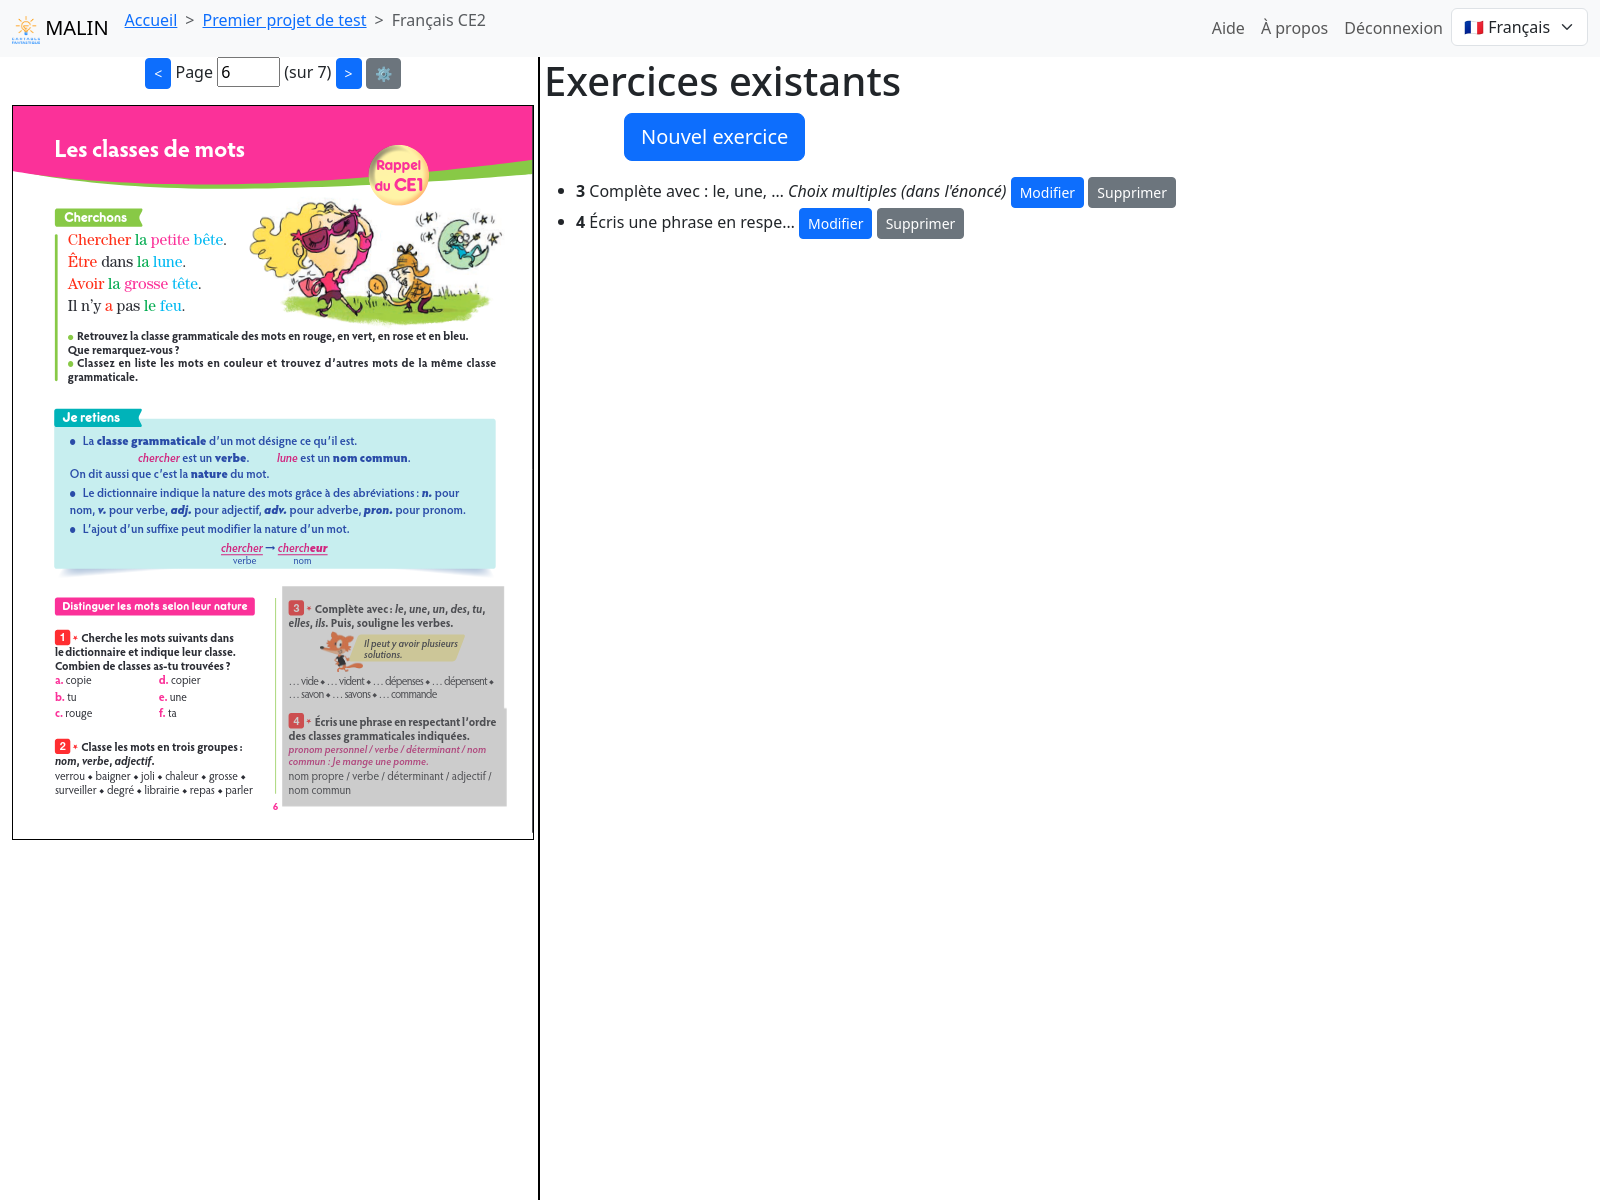 MALIN Accueil > Premier projet de test > Français CE2 Aide À propos Déconnexion 🇫🇷 Français
< Page 6 (sur 7) > ⚙️
Les classes de mots
Rappel
du CE1
Cherchons
Chercher la petite bête.
Être dans la lune.
Avoir la grosse tête.
Il n'y a pas le feu.
● Retrouvez la classe grammaticale des mots en rouge, en vert, en rose et en bleu.
Que remarquez-vous ?
● Classez en liste les mots en couleur et trouvez d'autres mots de la même classe
grammaticale.
Je retiens
● La classe grammaticale d'un mot désigne ce qu'il est.
chercher est un verbe. lune est un nom commun.
On dit aussi que c'est la nature du mot.
● Le dictionnaire indique la nature des mots grâce à des abréviations : n. pour
nom, v. pour verbe, adj. pour adjectif, adv. pour adverbe, pron. pour pronom.
● L'ajout d'un suffixe peut modifier la nature d'un mot.
chercher → chercheur
verbe nom
Distinguer les mots selon leur nature
1 * Cherche les mots suivants dans
le dictionnaire et indique leur classe.
Combien de classes as-tu trouvées ?
a. copie d. copier
b. tu e. une
c. rouge f. ta
2 * Classe les mots en trois groupes :
nom, verbe, adjectif.
verrou ◆ baigner ◆ joli ◆ chaleur ◆ grosse ◆
surveiller ◆ degré ◆ librairie ◆ repas ◆ parler
3 * Complète avec : le, une, un, des, tu,
elles, ils. Puis, souligne les verbes.
Il peut y avoir plusieurs
solutions.
… vide ◆ … vident ◆ … dépenses ◆ … dépensent ◆
… savon ◆ … savons ◆ … commande
4 * Écris une phrase en respectant l'ordre
des classes grammaticales indiquées.
pronom personnel / verbe / déterminant / nom
commun : Je mange une pomme.
nom propre / verbe / déterminant / adjectif /
nom commun
6
Exercices existants
Nouvel exercice
• 3 Complète avec : le, une, … Choix multiples (dans l'énoncé) Modifier Supprimer
• 4 Écris une phrase en respe… Modifier Supprimer